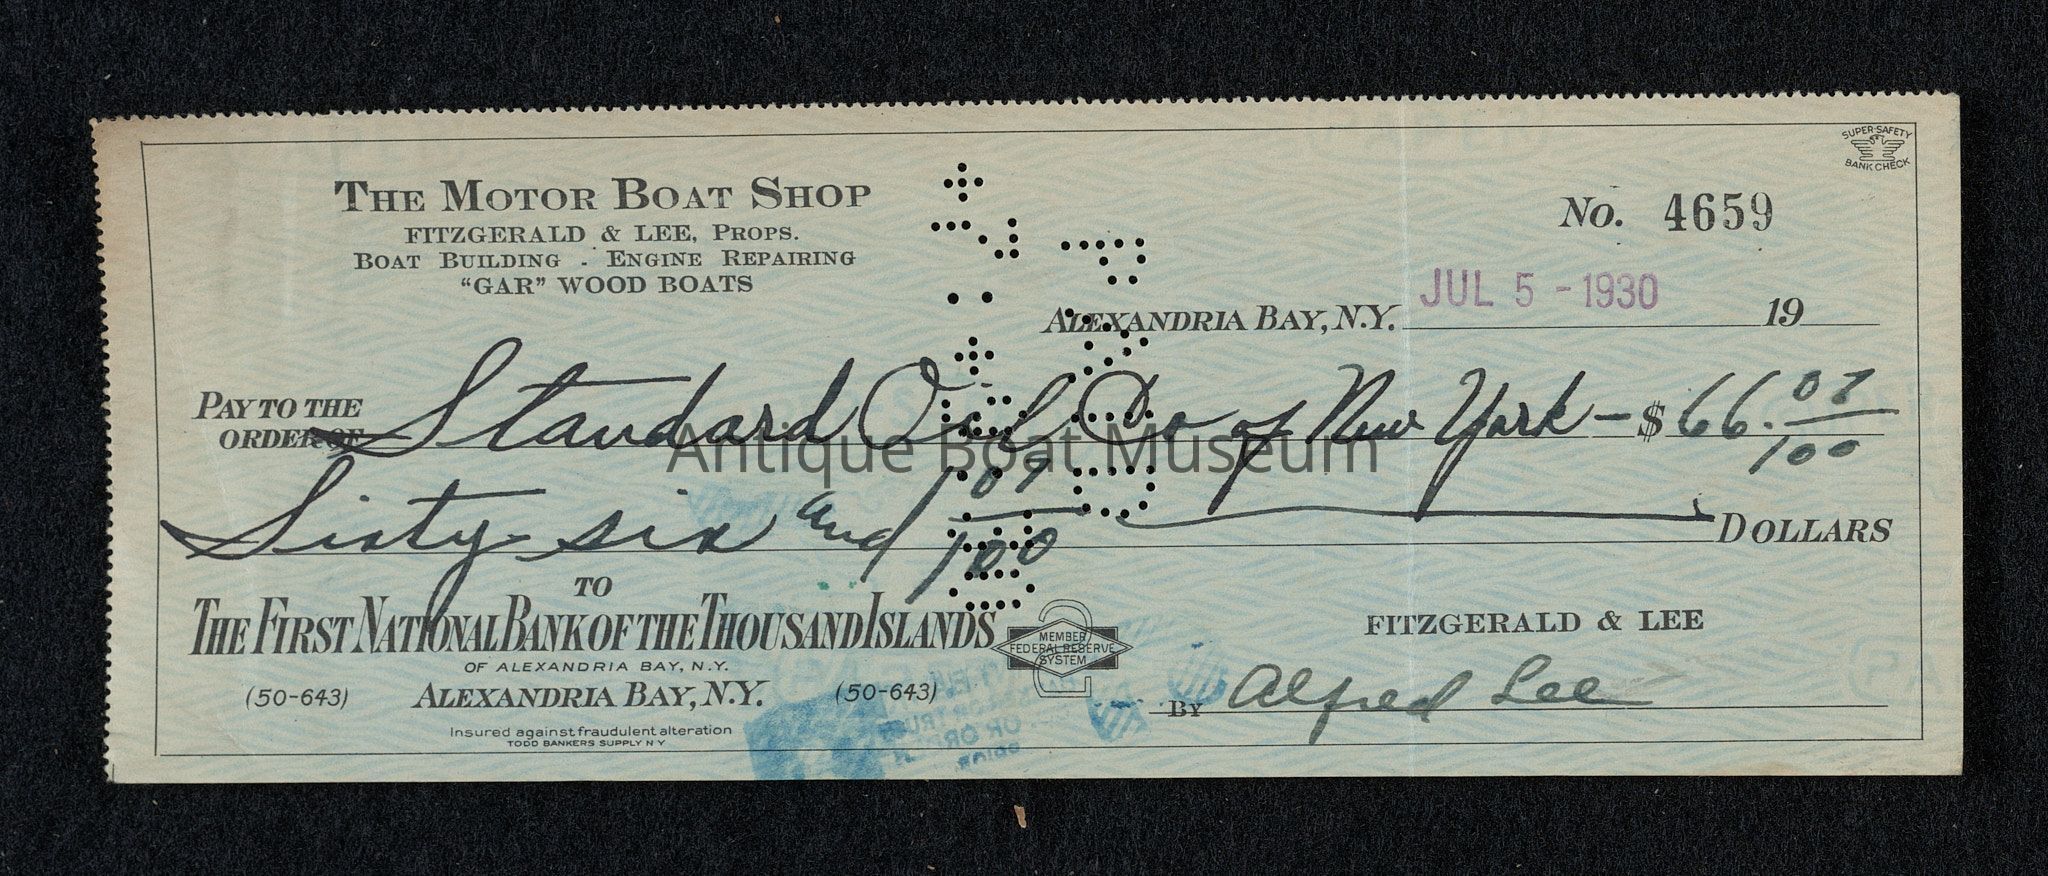 SUPER-SAFETY
BANK CHECK
THE MOTOR BOAT SHOP
FITZGERALD & LEE, PROPS.
BOAT BUILDING - ENGINE REPAIRING
"GAR" WOOD BOATS
No. 4659
ALEXANDRIA BAY, N.Y. JUL 5 - 1930 19
PAY TO THE
ORDER OF Standard Oil Co of New York - $ 66. 07/100
Antique Boat Museum
Sixty six and 07/100 DOLLARS
TO
THE FIRST NATIONAL BANK OF THE THOUSAND ISLANDS
OF ALEXANDRIA BAY, N.Y.
(50-643) ALEXANDRIA BAY, N.Y. (50-643)
Insured against fraudulent alteration
TODD BANKERS SUPPLY N Y
MEMBER
FEDERAL RESERVE
SYSTEM
FITZGERALD & LEE
BY Alfred Lee